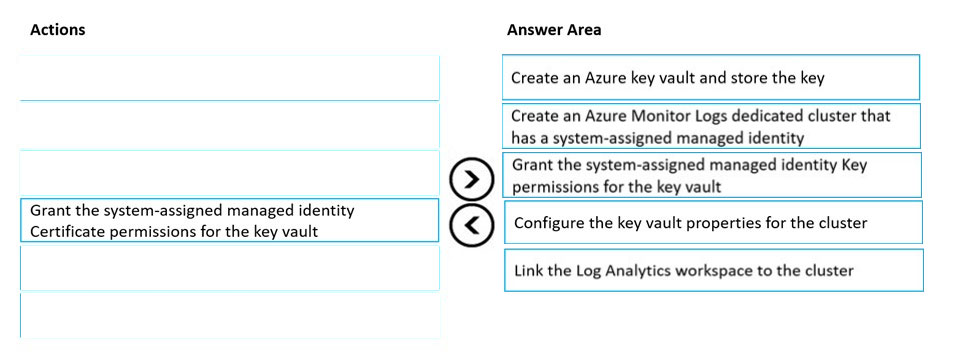 Actions
Answer Area
Create an Azure key vault and store the key
Create an Azure Monitor Logs dedicated cluster that
has a system-assigned managed identity
Grant the system-assigned managed identity Key
permissions for the key vault
Grant the system-assigned managed identity
Certificate permissions for the key vault
Configure the key vault properties for the cluster
Link the Log Analytics workspace to the cluster